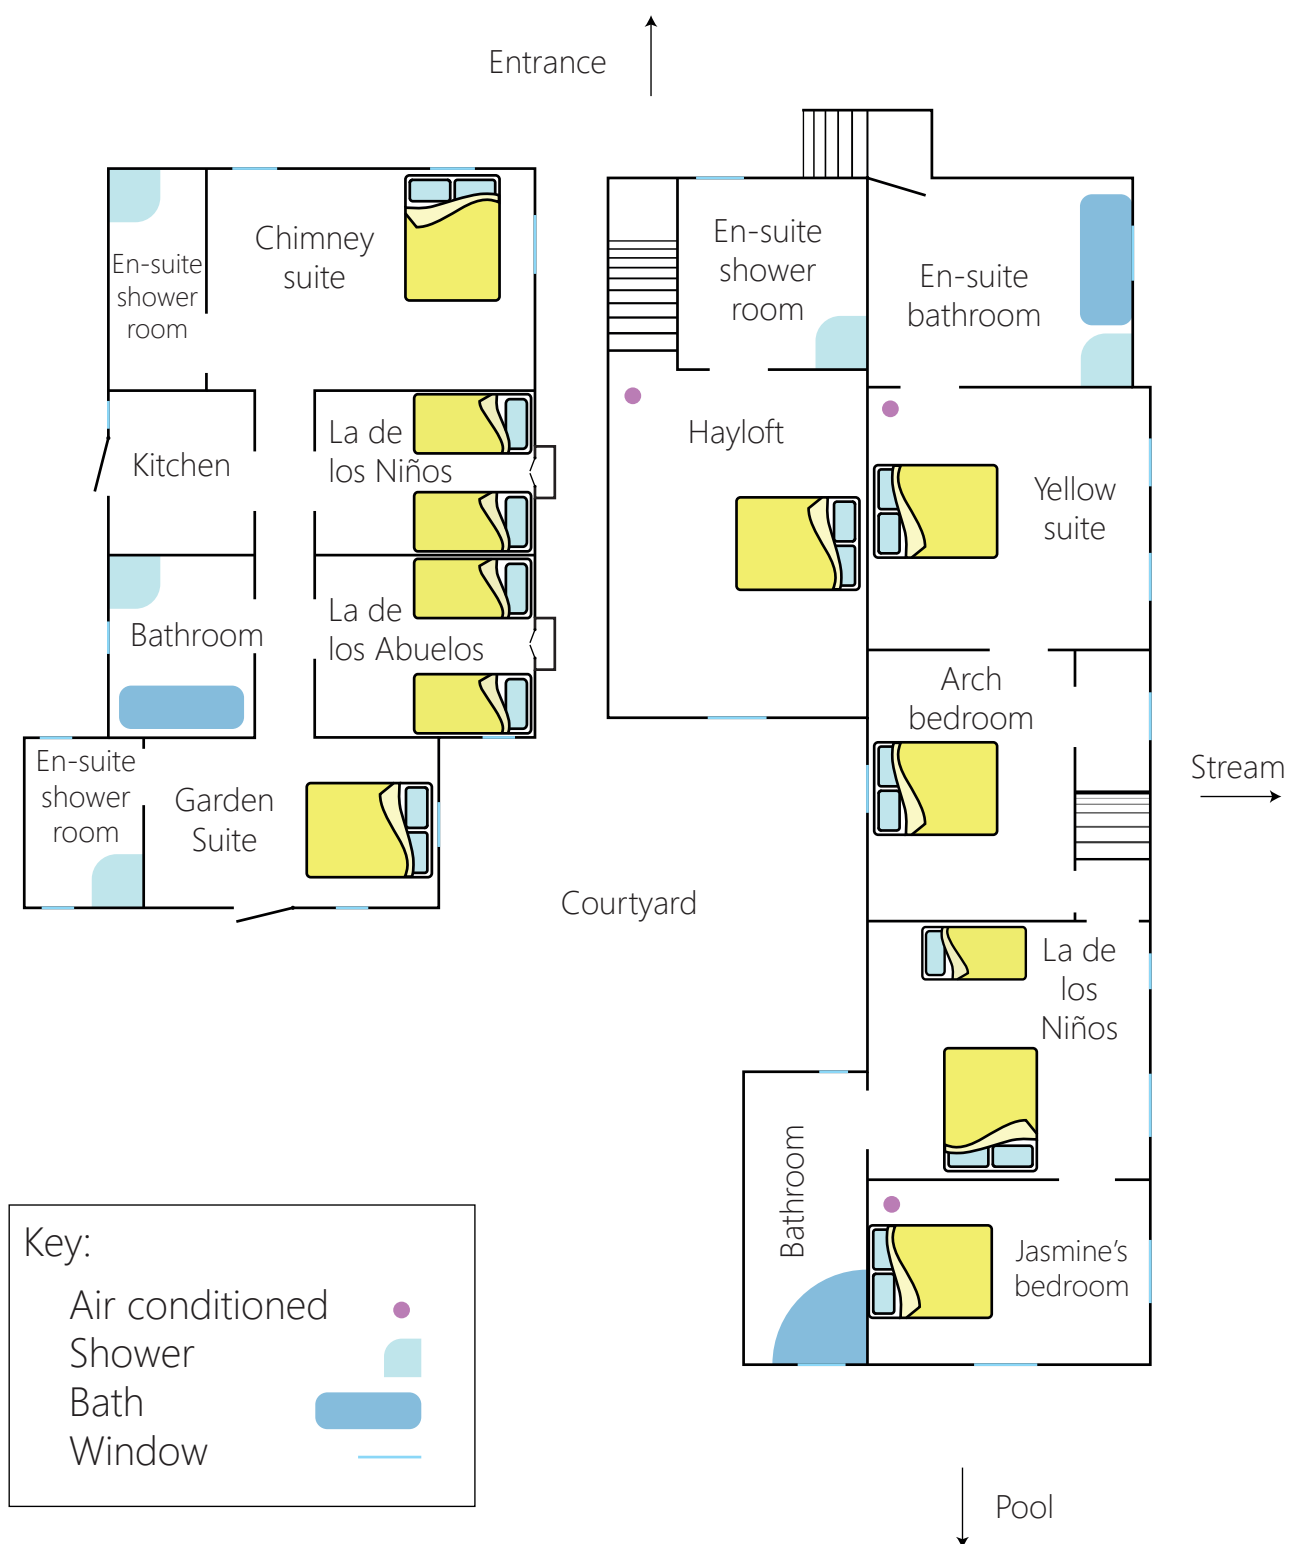 Entrance
Chimney
suite
En-suite
shower
room
En-suite
shower
room
En-suite
bathroom
La de
los Niños
Kitchen
Hayloft
Yellow
suite
La de
los Abuelos
Bathroom
Arch
bedroom
En-suite
shower
room
Garden
Suite
Stream
Courtyard
La de
los
Niños
Bathroom
Jasmine's
bedroom
Key:
Air conditioned
Shower
Bath
Window
Pool